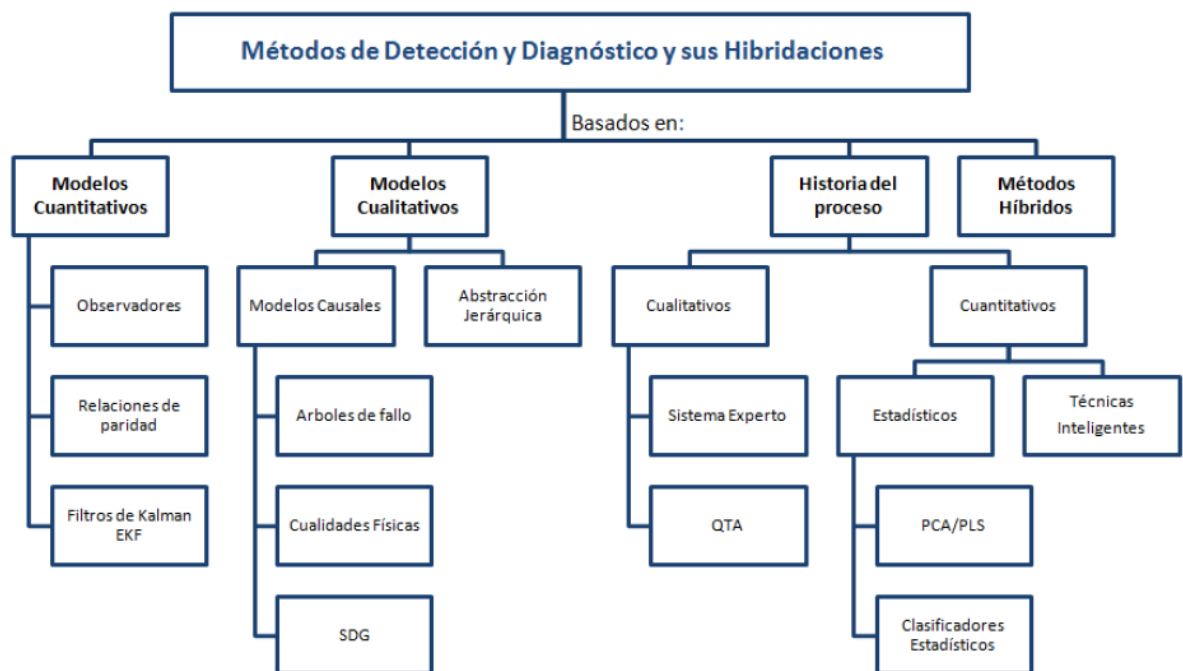 Métodos de Detección y Diagnóstico y sus Hibridaciones
Basados en:
Modelos
Cuantitativos
Modelos
Cualitativos
Historia del
proceso
Métodos
Híbridos
Observadores
Modelos Causales
Abstracción
Jerárquica
Cualitativos
Cuantitativos
Relaciones de
paridad
Arboles de fallo
Sistema Experto
Estadísticos
Técnicas
Inteligentes
Filtros de Kalman
EKF
Cualidades Físicas
QTA
PCA/PLS
SDG
Clasificadores
Estadísticos